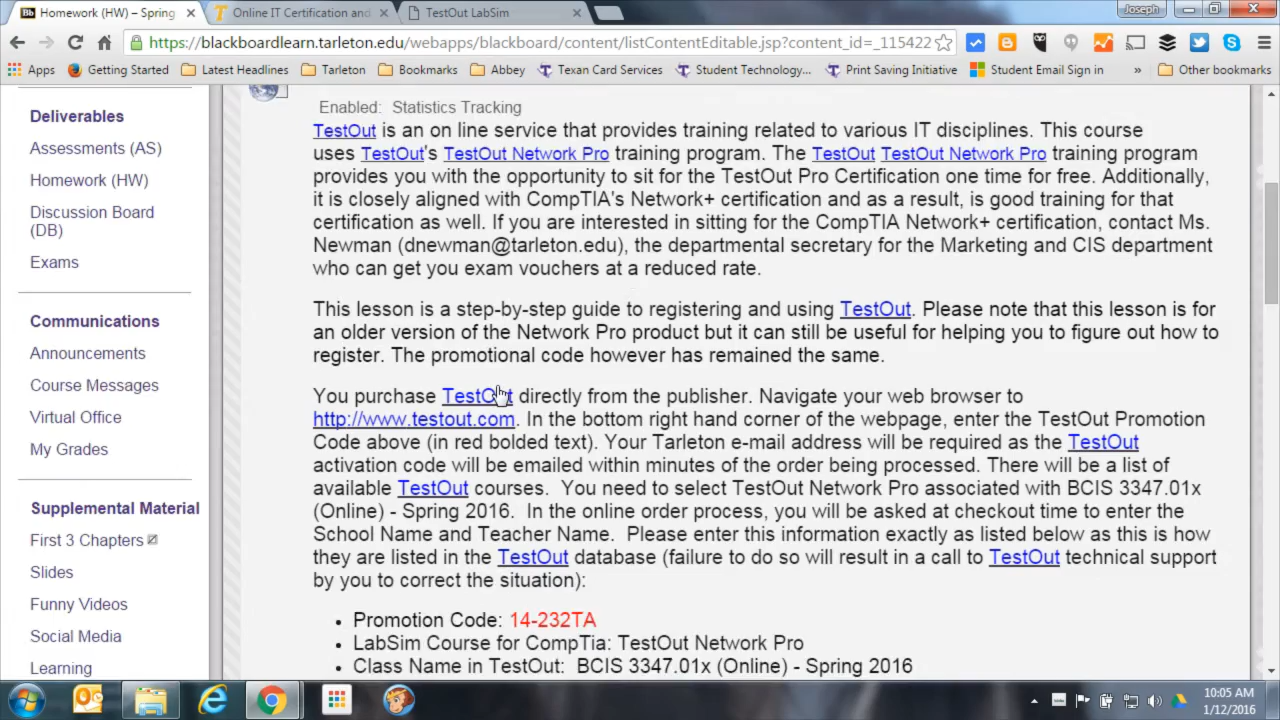 Homework (HW) – Spring
Online IT Certification and
TestOut LabSim
Joseph
https://blackboardlearn.tarleton.edu/webapps/blackboard/content/listContentEditable.jsp?content_id=_115422
Apps
Getting Started
Latest Headlines
Tarleton
Bookmarks
Abbey
Texan Card Services
Student Technology...
Print Saving Initiative
Student Email Sign in
»
Other bookmarks
Deliverables
Assessments (AS)
Homework (HW)
Discussion Board
(DB)
Exams
Communications
Announcements
Course Messages
Virtual Office
My Grades
Supplemental Material
First 3 Chapters
Slides
Funny Videos
Social Media
Learning
Enabled: Statistics Tracking
TestOut is an on line service that provides training related to various IT disciplines. This course
uses TestOut's TestOut Network Pro training program. The TestOut TestOut Network Pro training program
provides you with the opportunity to sit for the TestOut Pro Certification one time for free. Additionally,
it is closely aligned with CompTIA's Network+ certification and as a result, is good training for that
certification as well. If you are interested in sitting for the CompTIA Network+ certification, contact Ms.
Newman (dnewman@tarleton.edu), the departmental secretary for the Marketing and CIS department
who can get you exam vouchers at a reduced rate.
This lesson is a step-by-step guide to registering and using TestOut. Please note that this lesson is for
an older version of the Network Pro product but it can still be useful for helping you to figure out how to
register. The promotional code however has remained the same.
You purchase TestOut directly from the publisher. Navigate your web browser to
http://www.testout.com. In the bottom right hand corner of the webpage, enter the TestOut Promotion
Code above (in red bolded text). Your Tarleton e-mail address will be required as the TestOut
activation code will be emailed within minutes of the order being processed. There will be a list of
available TestOut courses. You need to select TestOut Network Pro associated with BCIS 3347.01x
(Online) - Spring 2016. In the online order process, you will be asked at checkout time to enter the
School Name and Teacher Name. Please enter this information exactly as listed below as this is how
they are listed in the TestOut database (failure to do so will result in a call to TestOut technical support
by you to correct the situation):
• Promotion Code: 14-232TA
• LabSim Course for CompTia: TestOut Network Pro
• Class Name in TestOut: BCIS 3347.01x (Online) - Spring 2016
10:05 AM
1/12/2016